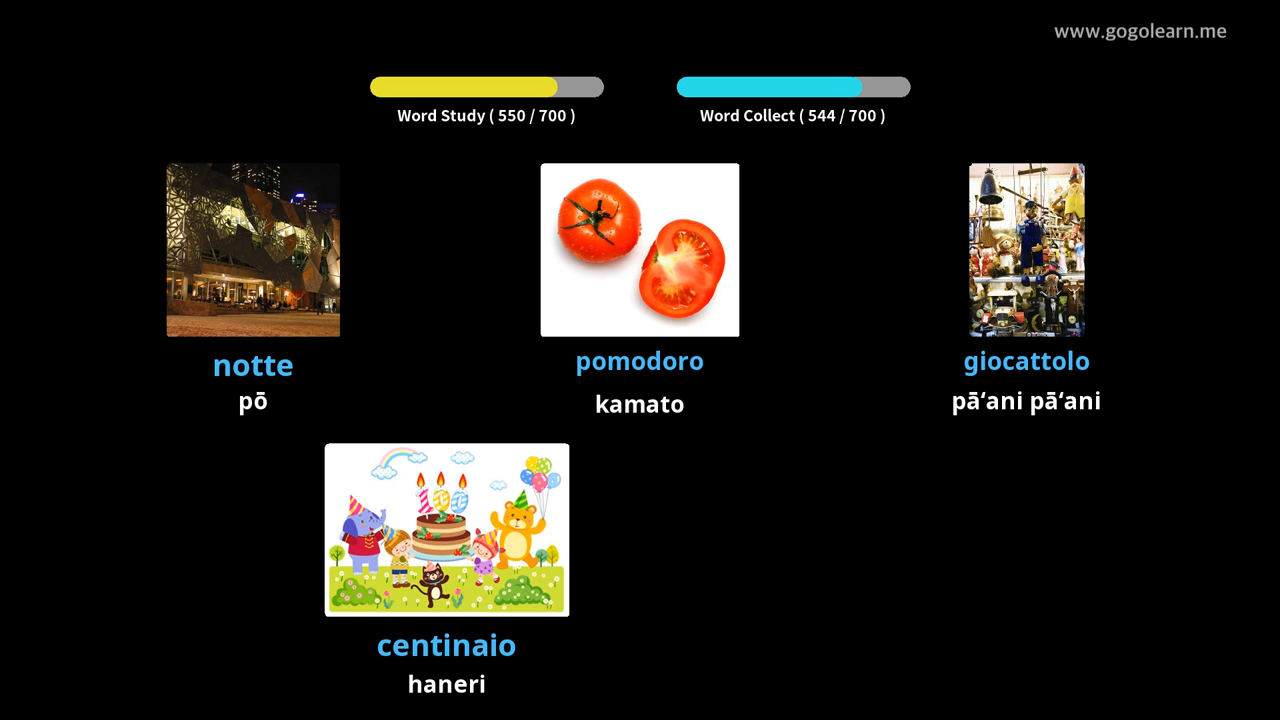 www.gogolearn.me
Word Study ( 550 / 700 )
Word Collect ( 544 / 700 )
notte
pō
pomodoro
kamato
giocattolo
pāʻani pāʻani
100
centinaio
haneri